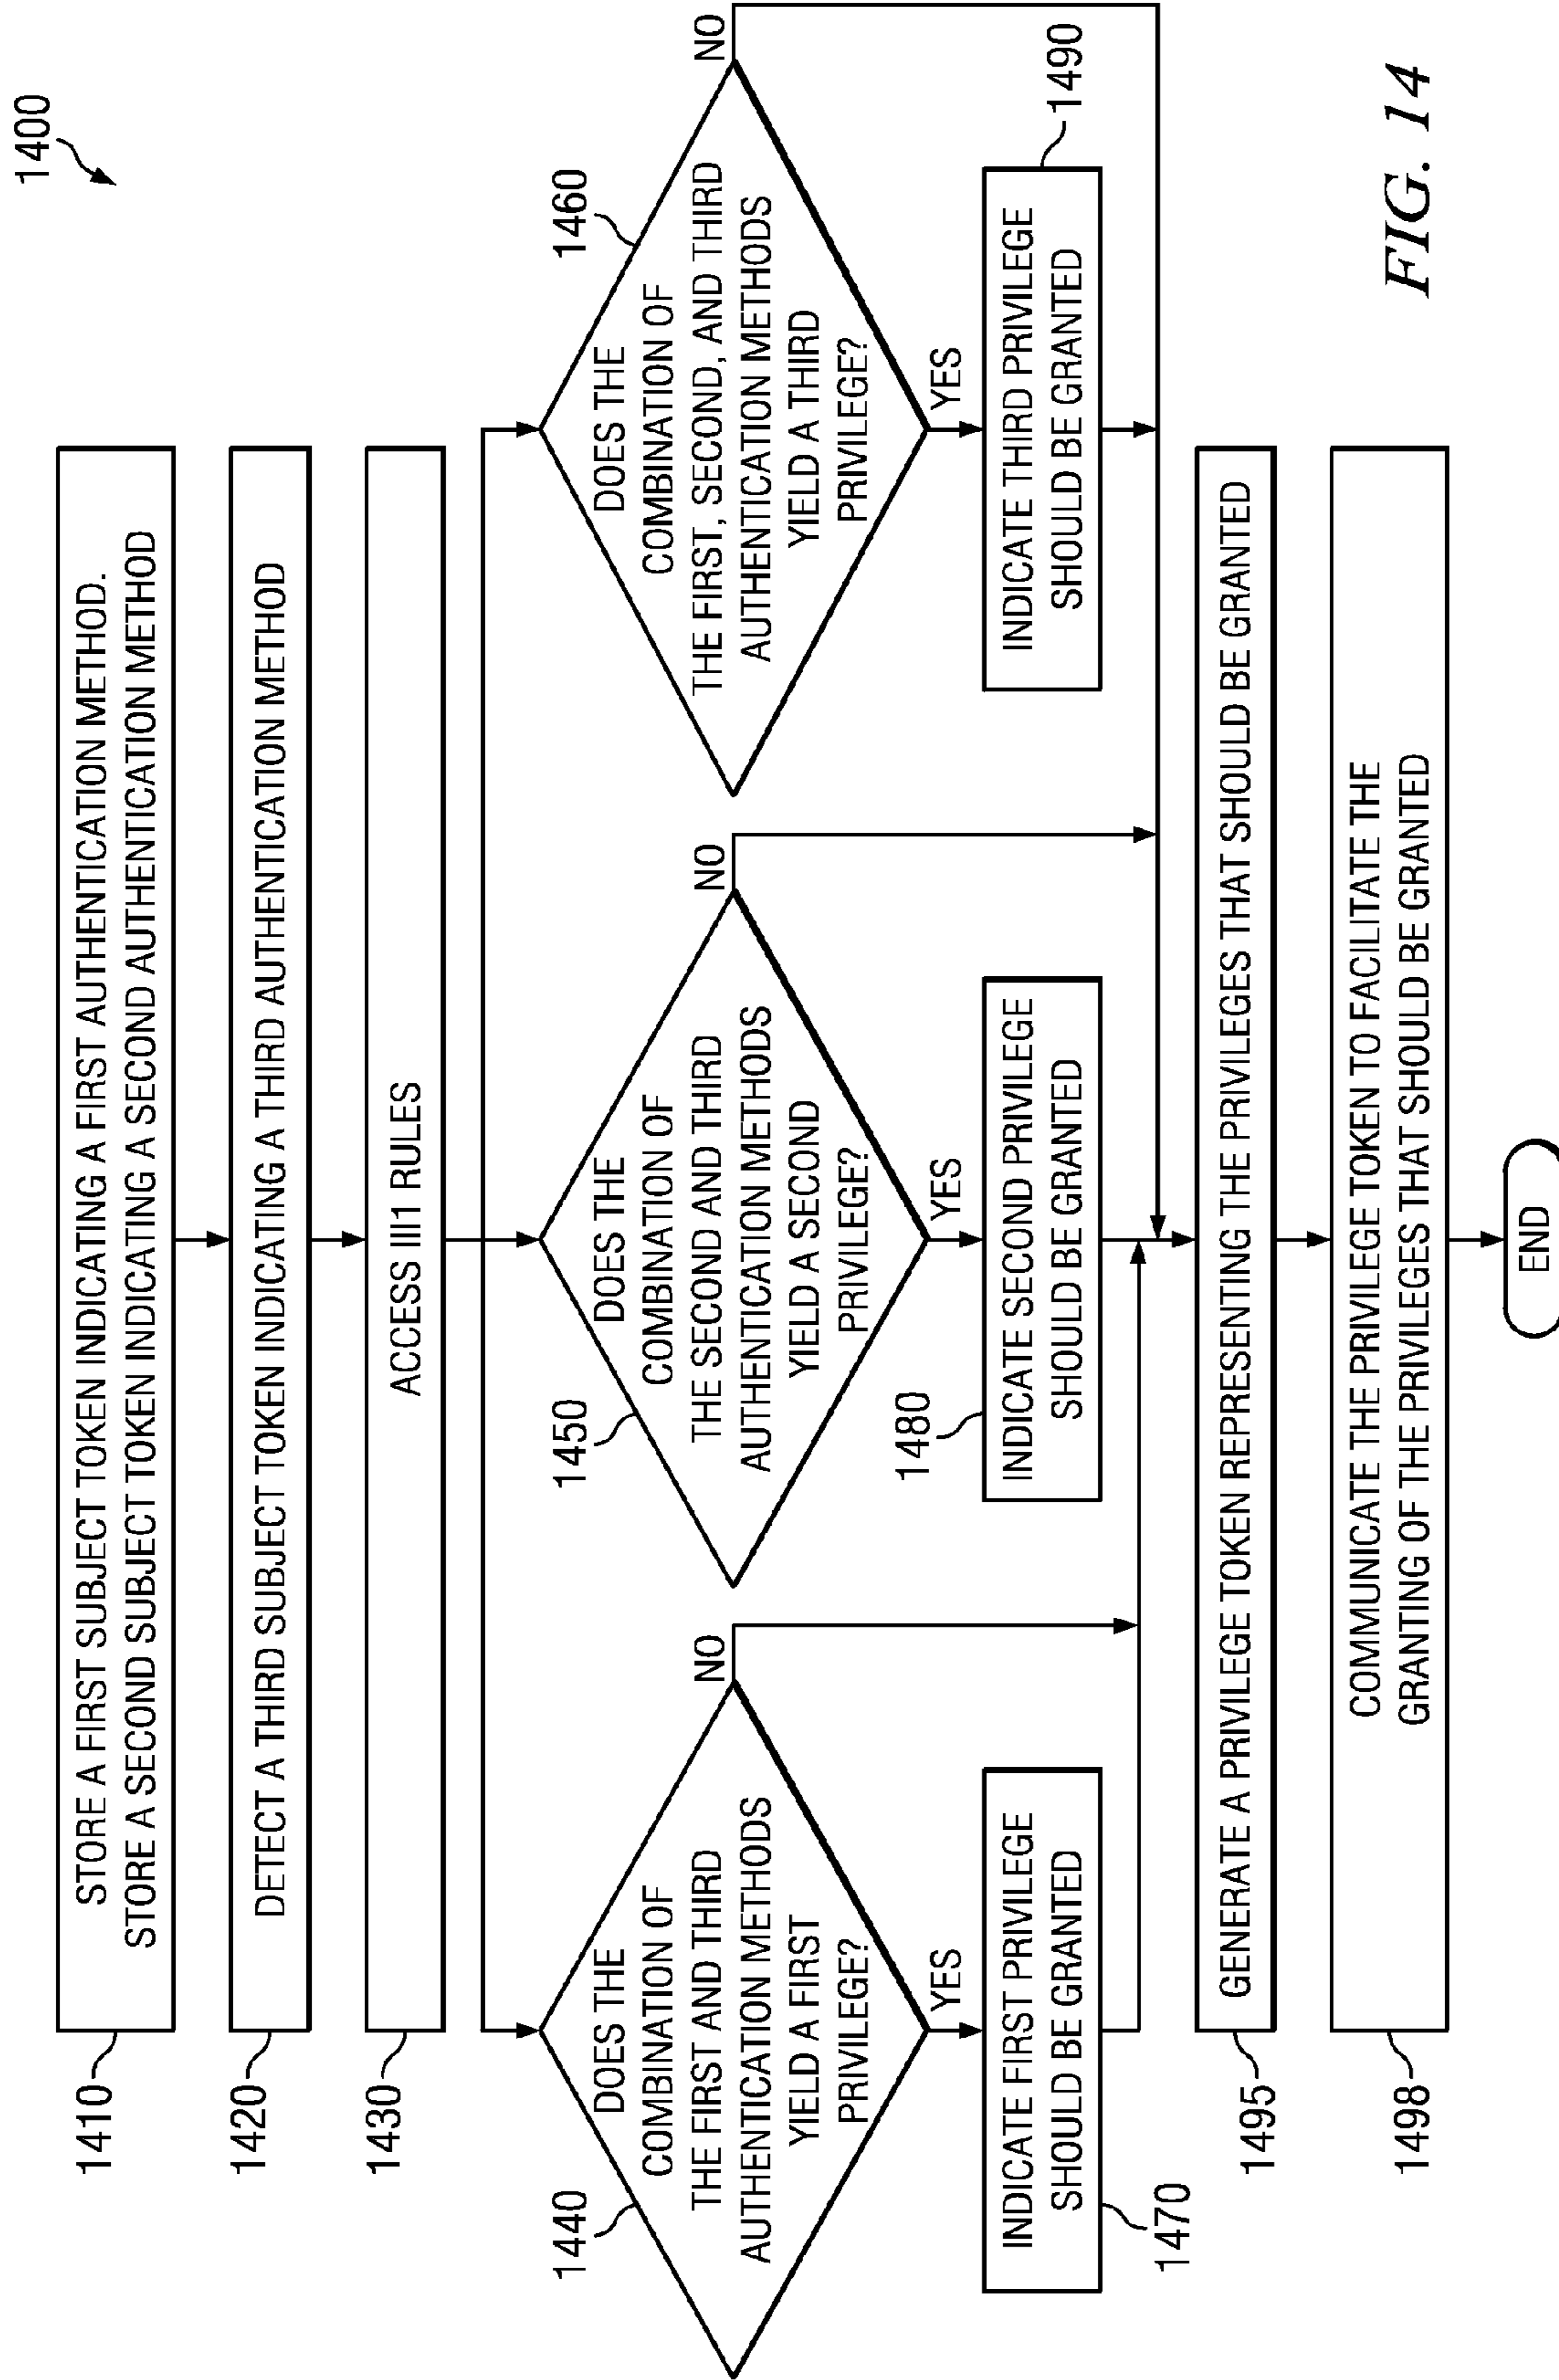 1400
1410
STORE A FIRST SUBJECT TOKEN INDICATING A FIRST AUTHENTICATION METHOD.
STORE A SECOND SUBJECT TOKEN INDICATING A SECOND AUTHENTICATION METHOD
1420
DETECT A THIRD SUBJECT TOKEN INDICATING A THIRD AUTHENTICATION METHOD
1430
ACCESS III1 RULES
1440
DOES THE
COMBINATION OF
THE FIRST AND THIRD
AUTHENTICATION METHODS
YIELD A FIRST
PRIVILEGE?
NO
YES
1450
DOES THE
COMBINATION OF
THE SECOND AND THIRD
AUTHENTICATION METHODS
YIELD A SECOND
PRIVILEGE?
NO
YES
1460
DOES THE
COMBINATION OF
THE FIRST, SECOND, AND THIRD
AUTHENTICATION METHODS
YIELD A THIRD
PRIVILEGE?
NO
YES
INDICATE FIRST PRIVILEGE
SHOULD BE GRANTED
1470
1480
INDICATE SECOND PRIVILEGE
SHOULD BE GRANTED
INDICATE THIRD PRIVILEGE
SHOULD BE GRANTED
1490
1495
GENERATE A PRIVILEGE TOKEN REPRESENTING THE PRIVILEGES THAT SHOULD BE GRANTED
1498
COMMUNICATE THE PRIVILEGE TOKEN TO FACILITATE THE
GRANTING OF THE PRIVILEGES THAT SHOULD BE GRANTED
END
FIG. 14